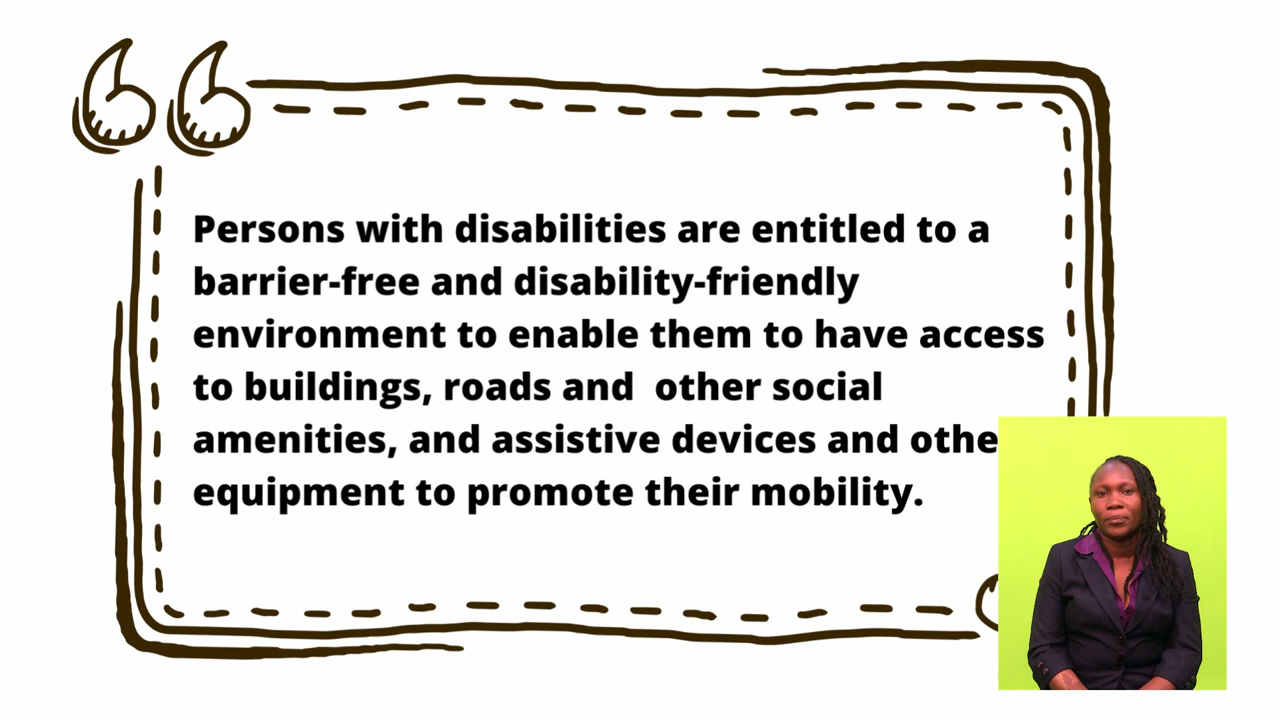 Persons with disabilities are entitled to a
barrier-free and disability-friendly
environment to enable them to have access
to buildings, roads and other social
amenities, and assistive devices and othe
equipment to promote their mobility.